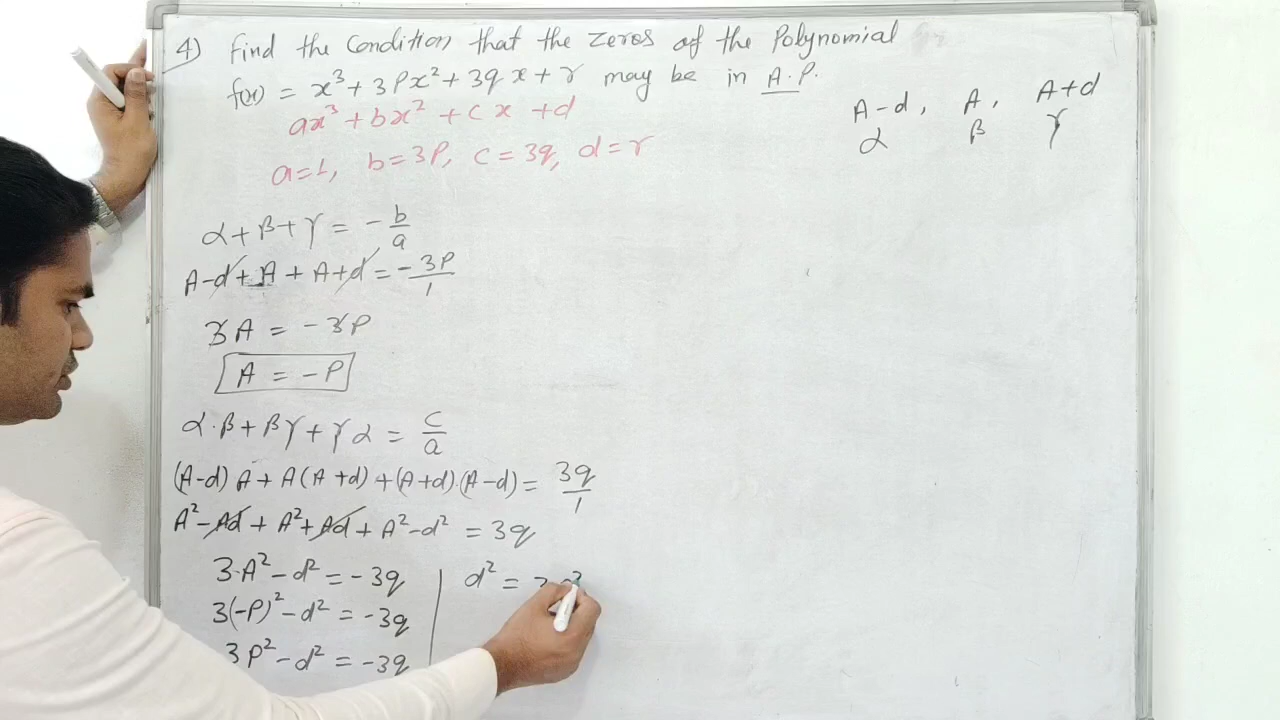 4) Find the Condition that the Zeros of the Polynomial
f(x) = x³ + 3Px² + 3qx + r may be in A.P.
ax³ + bx² + cx + d
a=1, b=3P, c=3q, d=r
A-d, A, A+d
α β γ
α+β+γ = -b/a
A-d+A+A+d = -3P/1
3A = -3P
A = -P
α·β+βγ+γα = c/a
(A-d)A+A(A+d)+(A+d)·(A-d) = 3q/1
A²-Ad+A²+Ad+A²-d² = 3q
3·A²-d² = -3q
3(-P)²-d² = -3q
3P²-d² = -3q
d² =